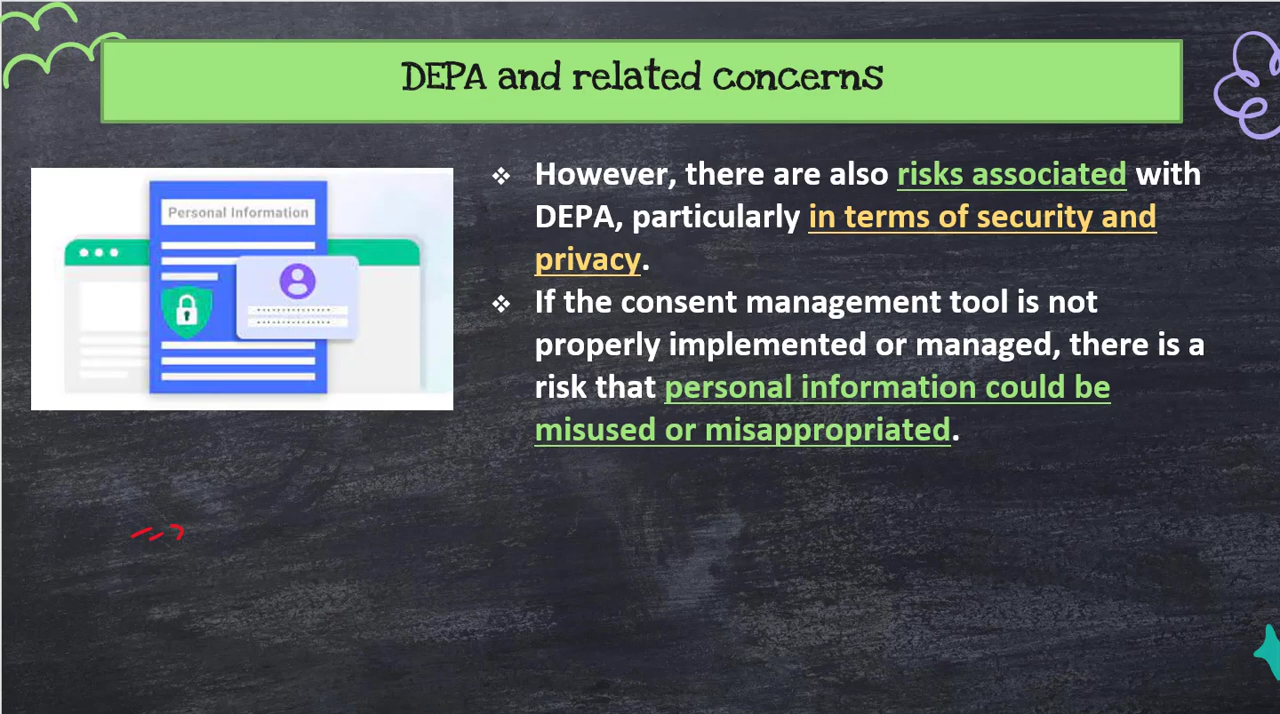 DEPA and related concerns
Personal Information
❖ However, there are also risks associated with
DEPA, particularly in terms of security and
privacy.
❖ If the consent management tool is not
properly implemented or managed, there is a
risk that personal information could be
misused or misappropriated.